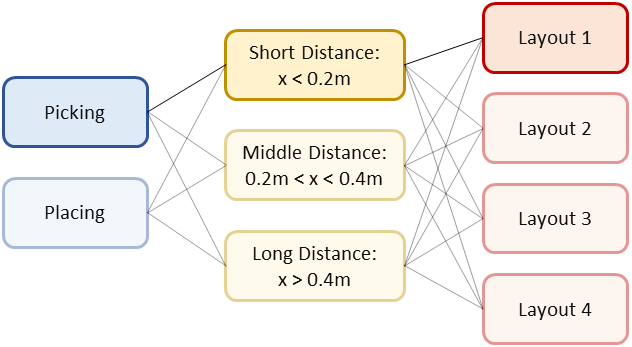 Picking
Placing
Short Distance:
x < 0.2m
Middle Distance:
0.2m < x < 0.4m
Long Distance:
x > 0.4m
Layout 1
Layout 2
Layout 3
Layout 4